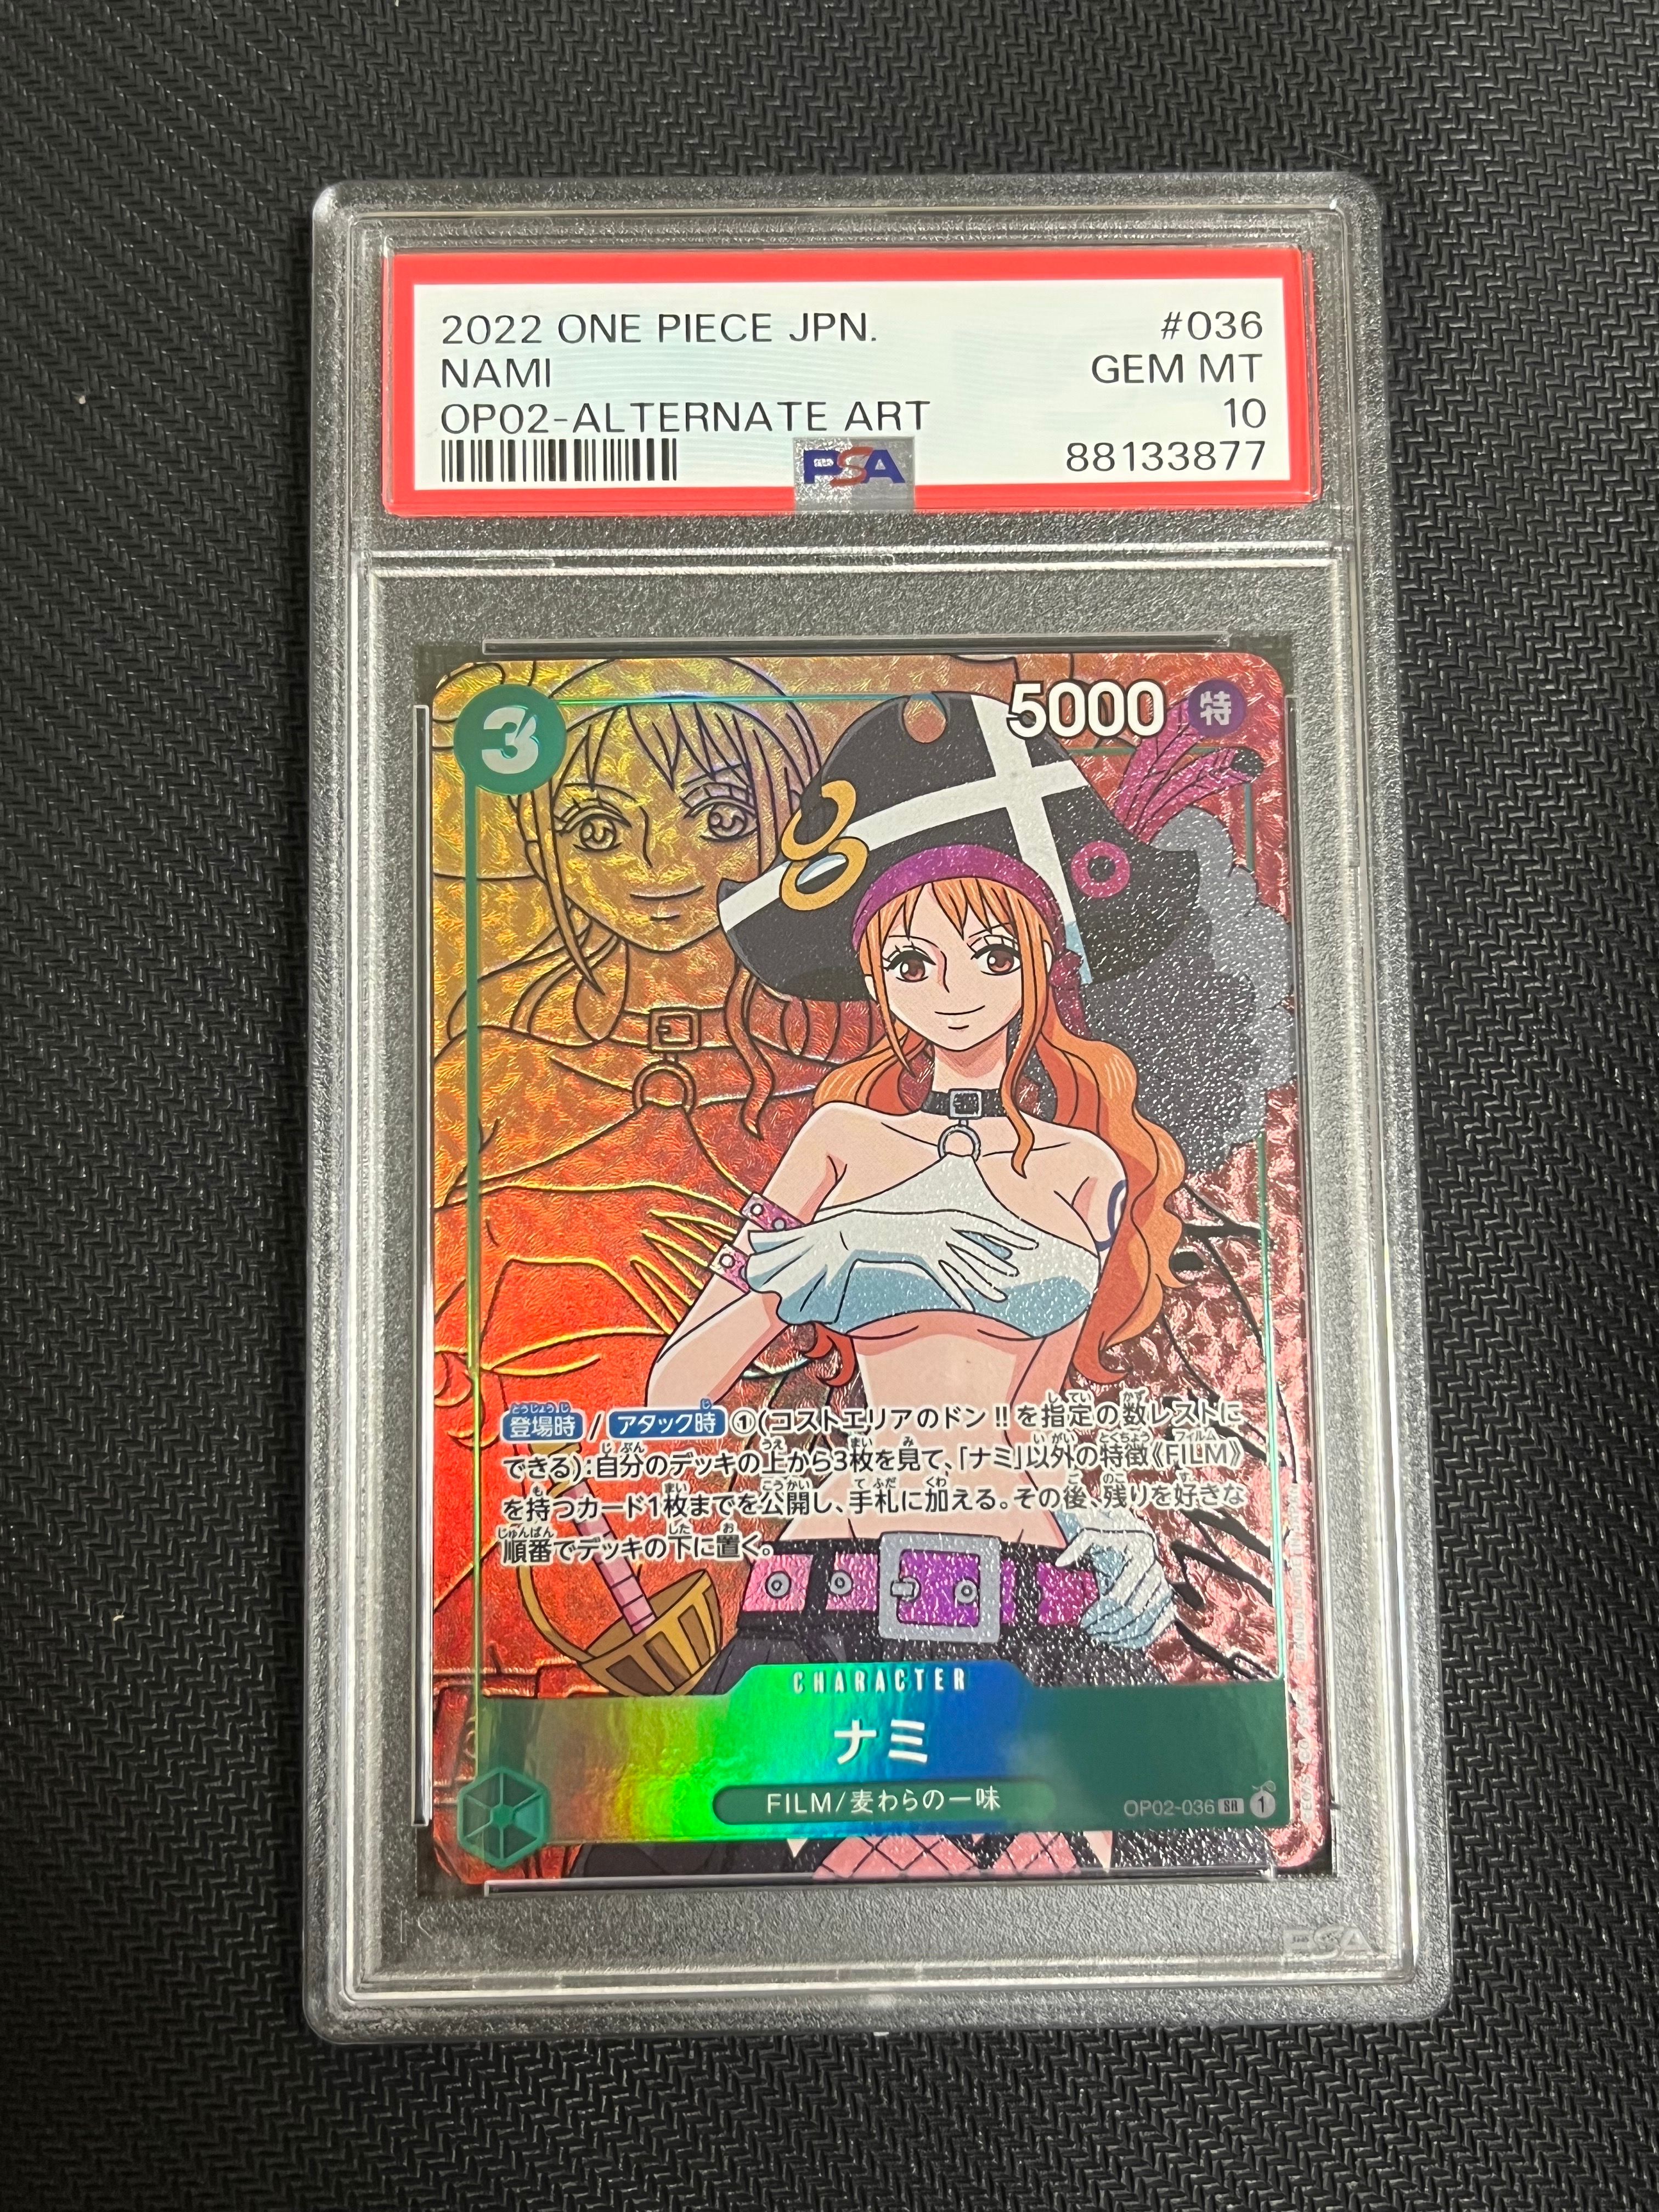 2022 ONE PIECE JPN. #036
NAMI GEM MT
OP02-ALTERNATE ART 10
PSA 88133877
3 5000 特
登場時 / アタック時 ①(コストエリアのドン!!を指定の数レストに
できる):自分のデッキの上から3枚を見て、「ナミ」以外の特徴《FILM》
を持つカード1枚までを公開し、手札に加える。その後、残りを好きな
順番でデッキの下に置く。
CHARACTER
ナミ
FILM/麦わらの一味
OP02-036 SR 1
PSA